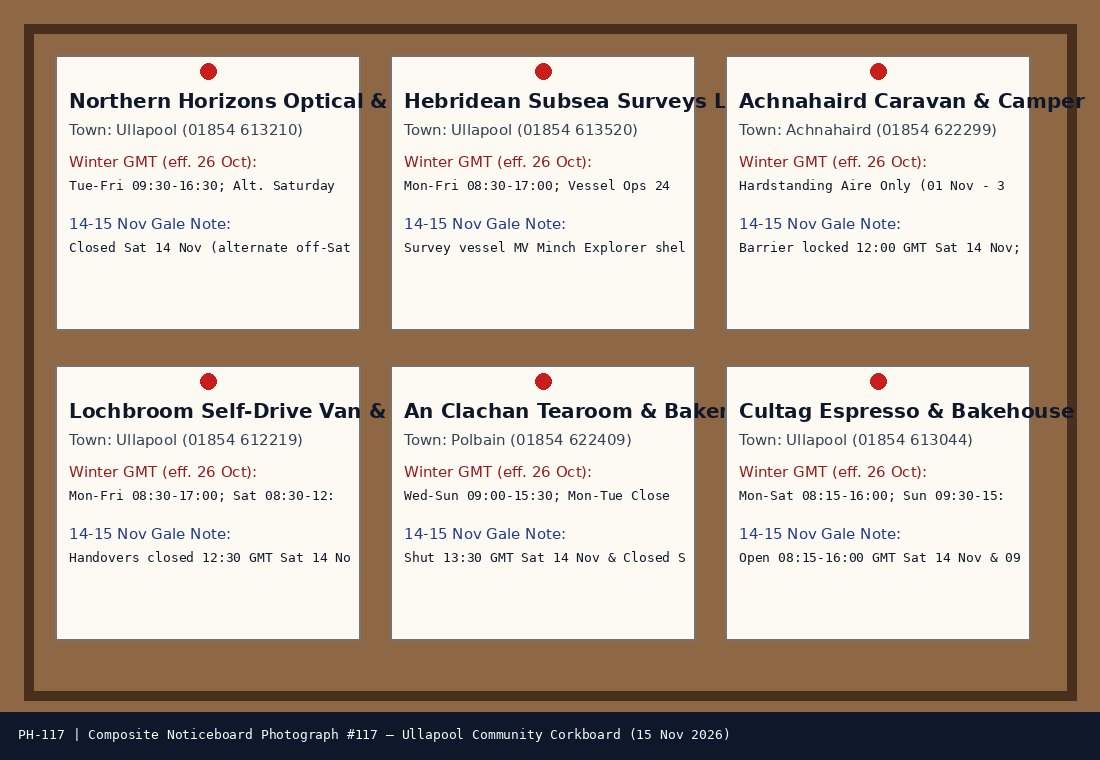 Northern Horizons Optical &
Town: Ullapool (01854 613210)
Winter GMT (eff. 26 Oct):
Tue-Fri 09:30-16:30; Alt. Saturday
14-15 Nov Gale Note:
Closed Sat 14 Nov (alternate off-Sat
Hebridean Subsea Surveys L
Town: Ullapool (01854 613520)
Winter GMT (eff. 26 Oct):
Mon-Fri 08:30-17:00; Vessel Ops 24
14-15 Nov Gale Note:
Survey vessel MV Minch Explorer shel
Achnahaird Caravan & Camper
Town: Achnahaird (01854 622299)
Winter GMT (eff. 26 Oct):
Hardstanding Aire Only (01 Nov - 3
14-15 Nov Gale Note:
Barrier locked 12:00 GMT Sat 14 Nov;
Lochbroom Self-Drive Van &
Town: Ullapool (01854 612219)
Winter GMT (eff. 26 Oct):
Mon-Fri 08:30-17:00; Sat 08:30-12:
14-15 Nov Gale Note:
Handovers closed 12:30 GMT Sat 14 No
An Clachan Tearoom & Baker
Town: Polbain (01854 622409)
Winter GMT (eff. 26 Oct):
Wed-Sun 09:00-15:30; Mon-Tue Close
14-15 Nov Gale Note:
Shut 13:30 GMT Sat 14 Nov & Closed S
Cultag Espresso & Bakehouse
Town: Ullapool (01854 613044)
Winter GMT (eff. 26 Oct):
Mon-Sat 08:15-16:00; Sun 09:30-15:
14-15 Nov Gale Note:
Open 08:15-16:00 GMT Sat 14 Nov & 09
PH-117 | Composite Noticeboard Photograph #117 — Ullapool Community Corkboard (15 Nov 2026)